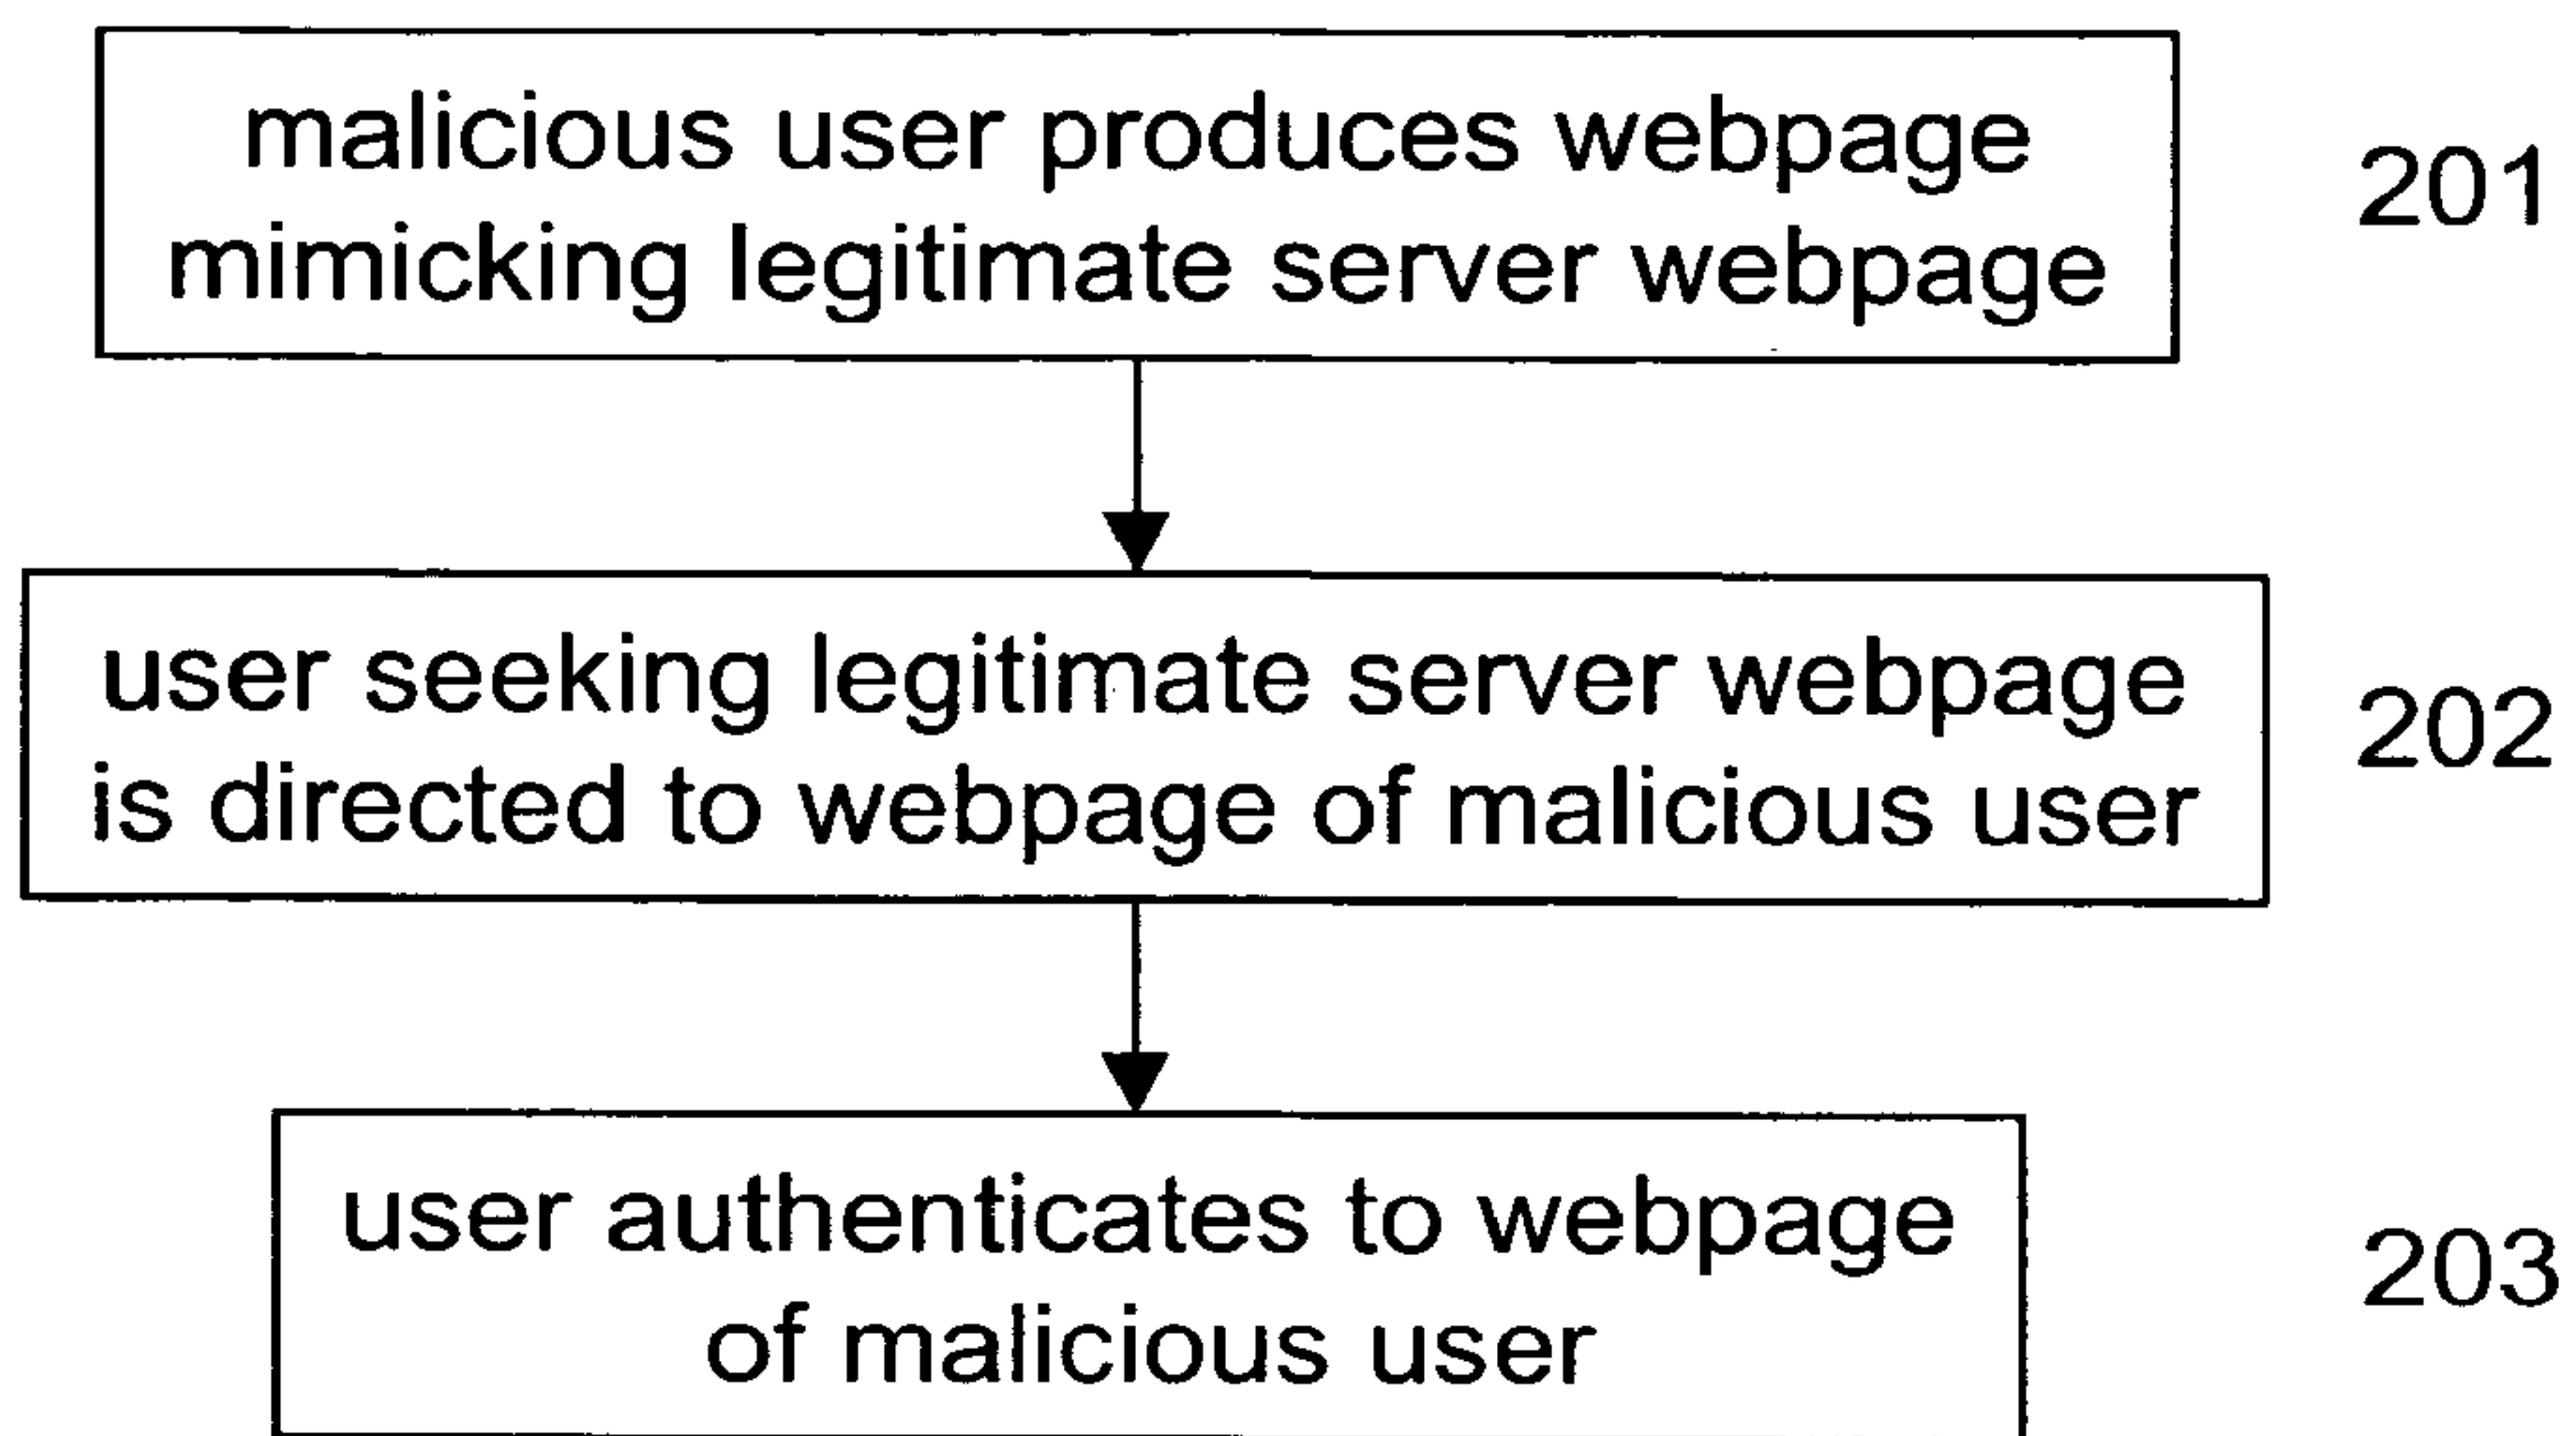 malicious user produces webpage
mimicking legitimate server webpage
201
user seeking legitimate server webpage
is directed to webpage of malicious user
202
user authenticates to webpage
of malicious user
203